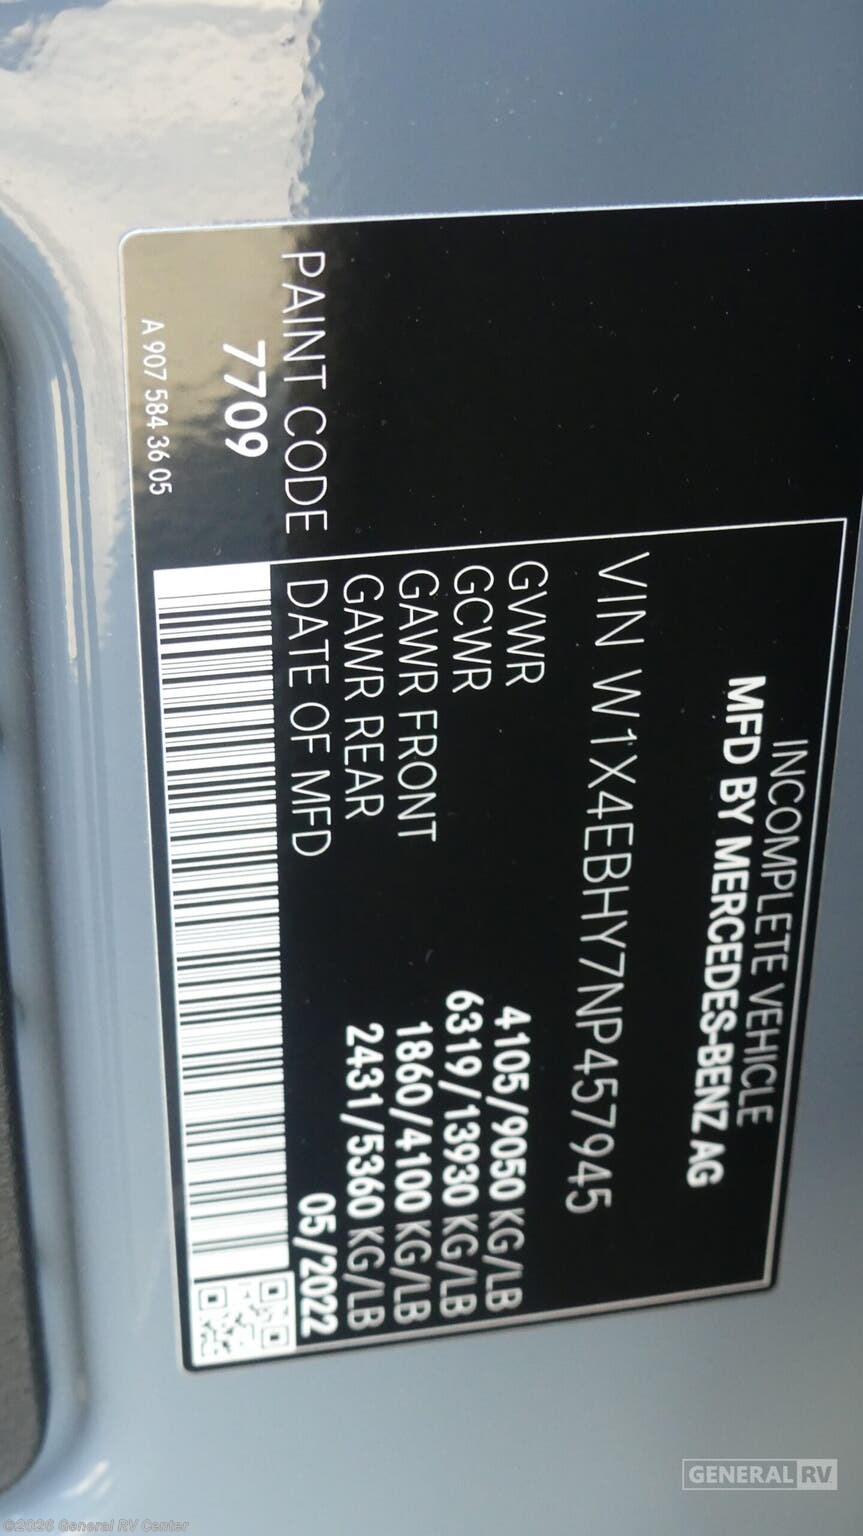 INCOMPLETE VEHICLE
MFD BY MERCEDES-BENZ AG
VIN W1X4EBHY7NP457945
GVWR 4105/9050 KG/LB
GCWR 6319/13930 KG/LB
GAWR FRONT 1860/4100 KG/LB
GAWR REAR 2431/5360 KG/LB
DATE OF MFD 05/2022
PAINT CODE
7709
A 907 584 36 05
GENERAL RV
©2026 General RV Center